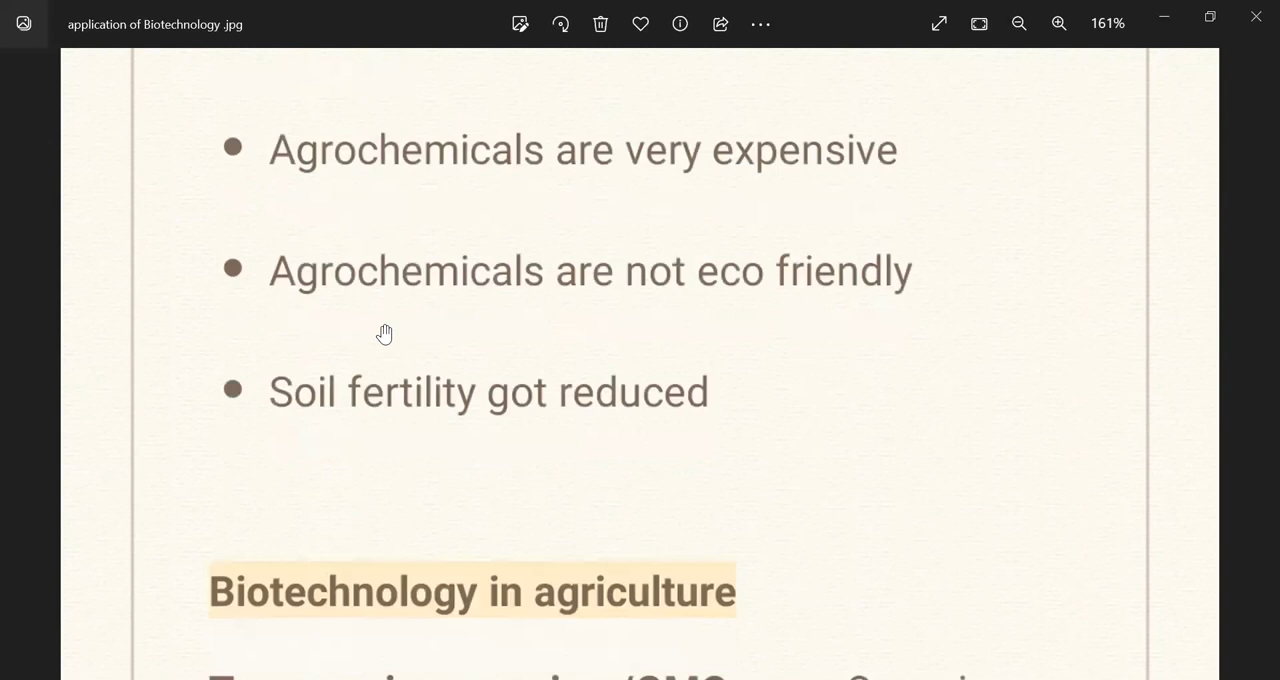 application of Biotechnology .jpg
161%
• Agrochemicals are very expensive
• Agrochemicals are not eco friendly
• Soil fertility got reduced
Biotechnology in agriculture